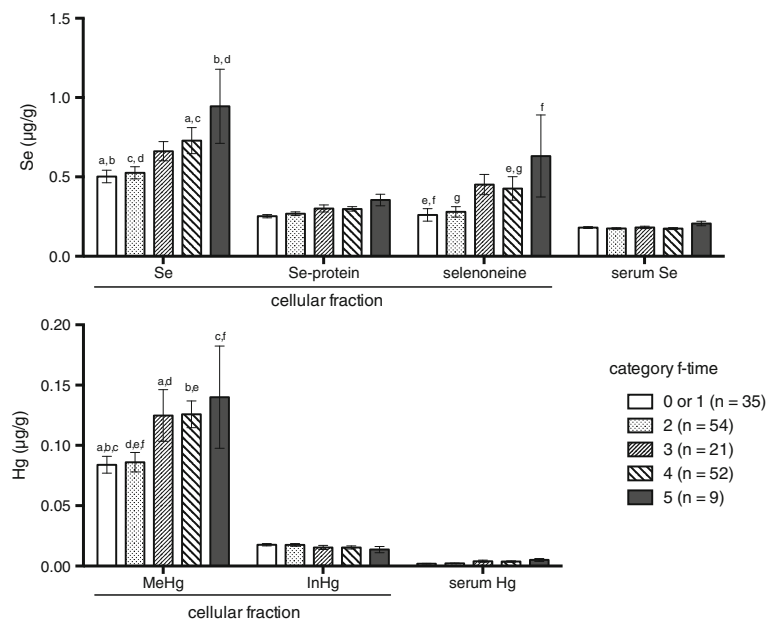 Se (µg/g)
1.5
1.0
0.5
0.0
a,b
c,d
a,c
b,d
e,f
g
e,g
f
Se
Se-protein
selenoneine
serum Se
cellular fraction
Hg (µg/g)
0.20
0.15
0.10
0.05
0.00
a,b,c
d,e,f
a,d
b,e
c,f
MeHg
InHg
serum Hg
cellular fraction
category f-time
0 or 1 (n = 35)
2 (n = 54)
3 (n = 21)
4 (n = 52)
5 (n = 9)